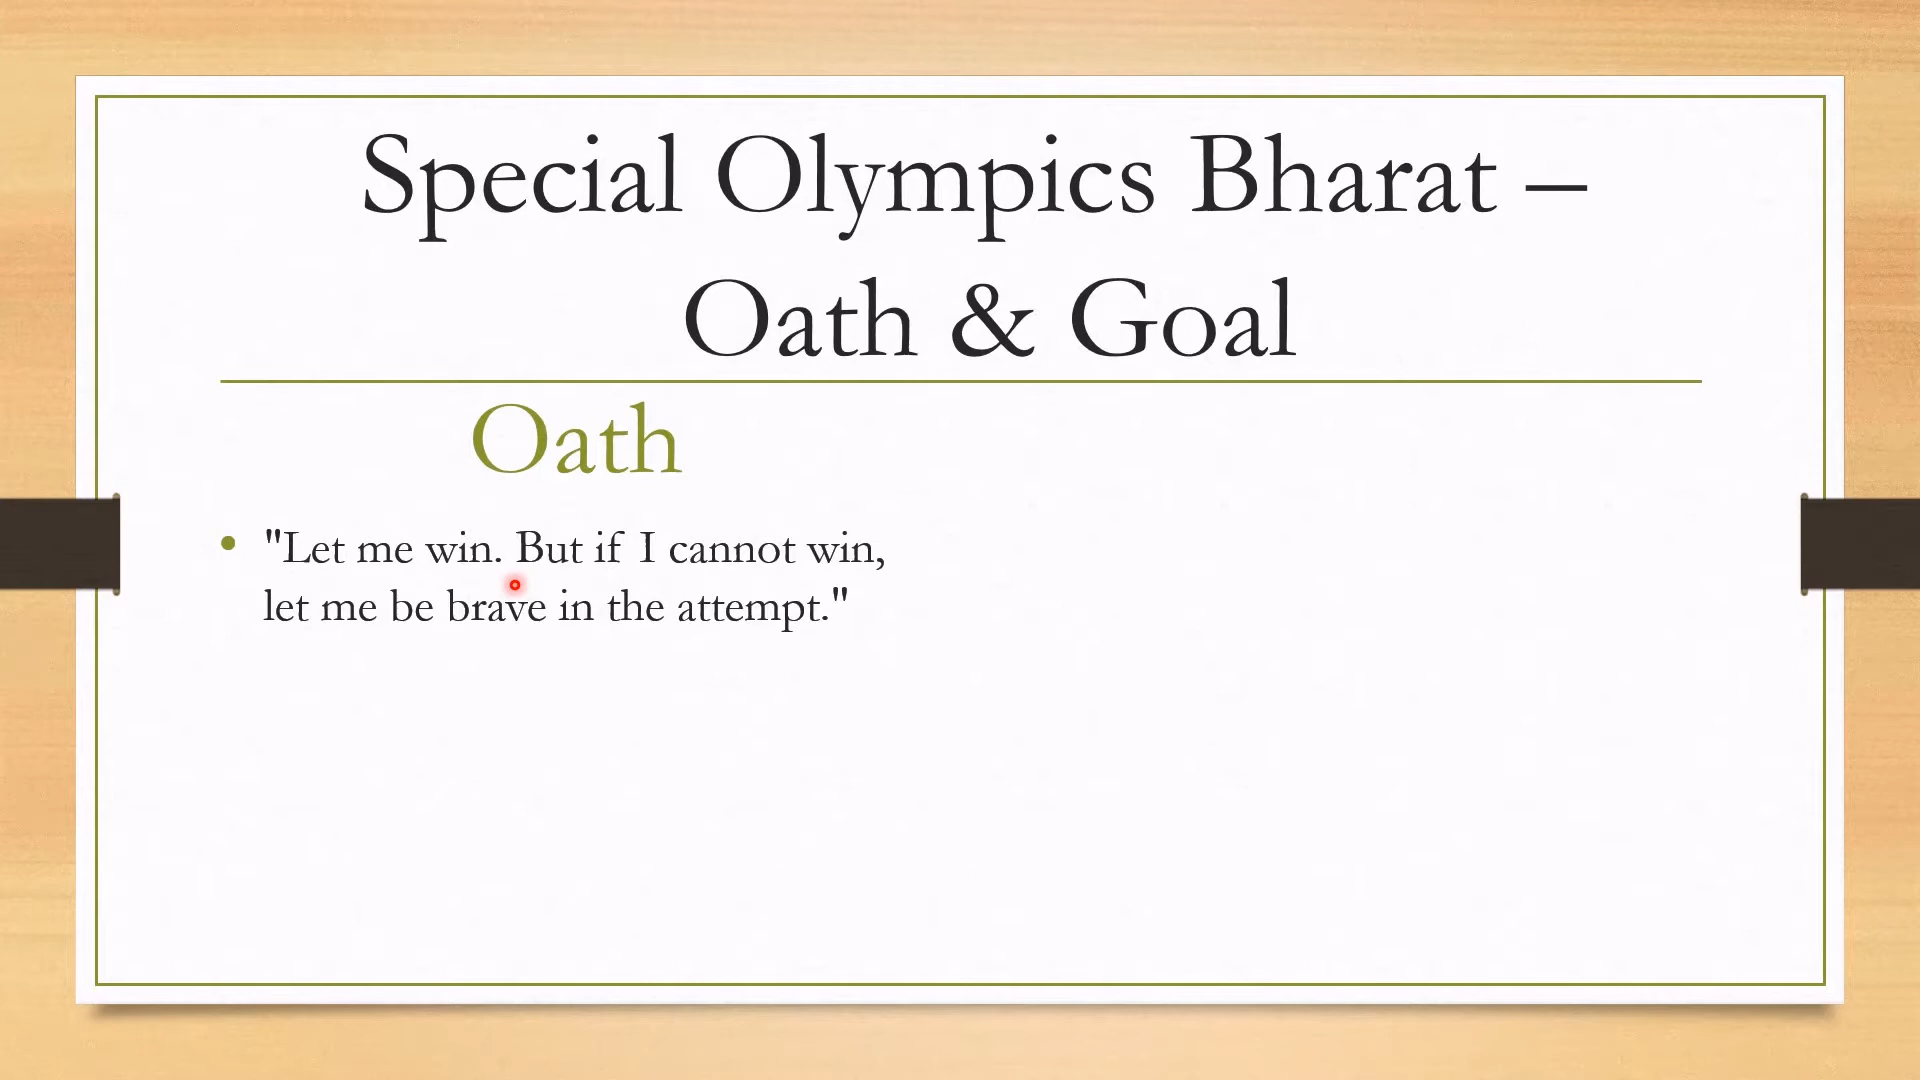 Special Olympics Bharat –
Oath & Goal
Oath
• "Let me win. But if I cannot win,
let me be brave in the attempt."